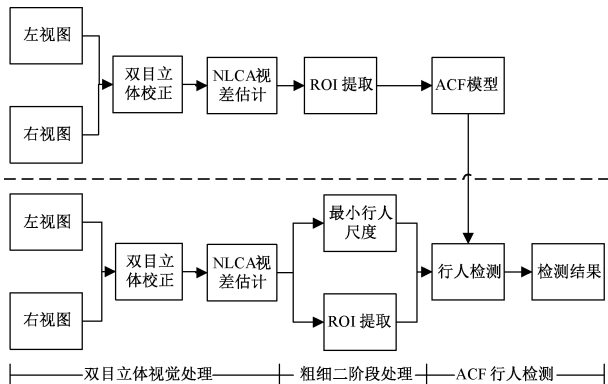 左视图
右视图
双目立
体校正
NLCA视
差估计
ROI 提取
ACF模型
左视图
右视图
双目立
体校正
NLCA视
差估计
最小行人
尺度
ROI 提取
行人检测
检测结果
双目立体视觉处理
粗细二阶段处理
ACF 行人检测